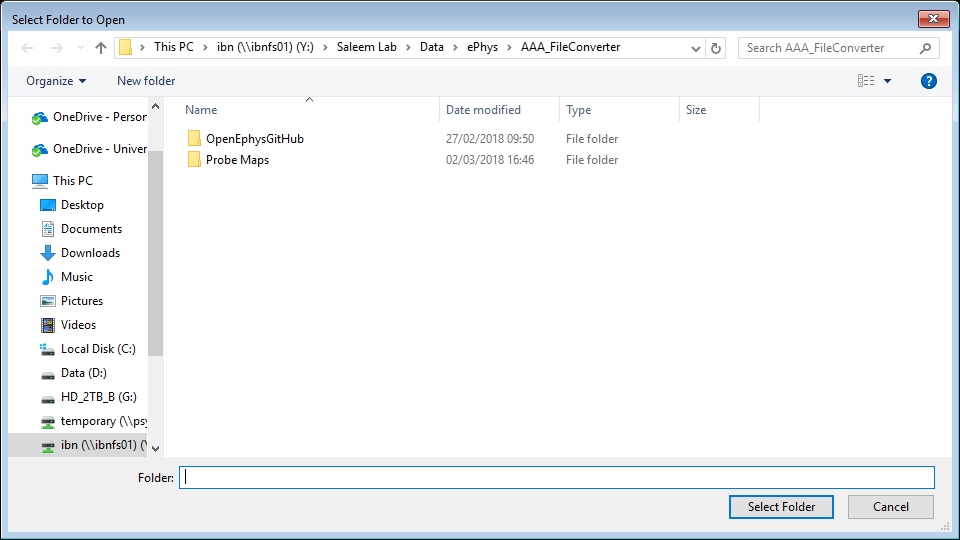 Select Folder to Open
This PC > ibn (\\ibnfs01) (Y:) > Saleem Lab > Data > ePhys > AAA_FileConverter
Search AAA_FileConverter
Organize
New folder
?
Name
Date modified
Type
Size
OneDrive - Person
OneDrive - Univer
This PC
Desktop
Documents
Downloads
Music
Pictures
Videos
Local Disk (C:)
Data (D:)
HD_2TB_B (G:)
temporary (\\psy
ibn (\\ibnfs01) (Y
OpenEphysGitHub 27/02/2018 09:50 File folder
Probe Maps 02/03/2018 16:46 File folder
Folder:
Select Folder
Cancel